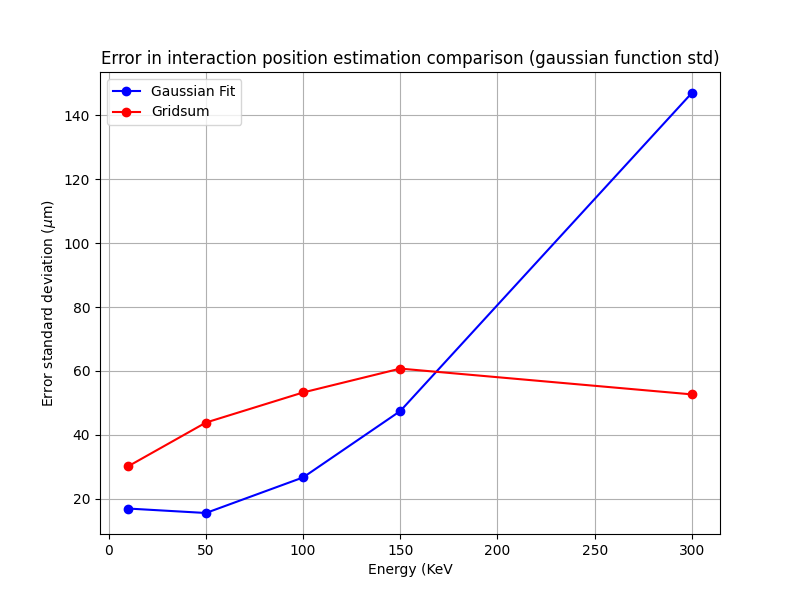 Error in interaction position estimation comparison (gaussian function std)
Gaussian Fit
Gridsum
140
120
100
80
60
40
20
Error standard deviation (μm)
0 50 100 150 200 250 300
Energy (KeV